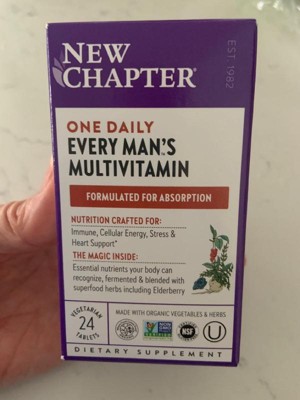 NEW
CHAPTER®
EST. 1982
ONE DAILY
EVERY MAN'S
MULTIVITAMIN
FORMULATED FOR ABSORPTION
NUTRITION CRAFTED FOR:
Immune, Cellular Energy, Stress &
Heart Support*
THE MAGIC INSIDE:
Essential nutrients your body can
recognize, fermented & blended with
superfood herbs including Elderberry
VEGETARIAN
24
TABLETS
MADE WITH ORGANIC VEGETABLES & HERBS
NSF
U
DIETARY SUPPLEMENT